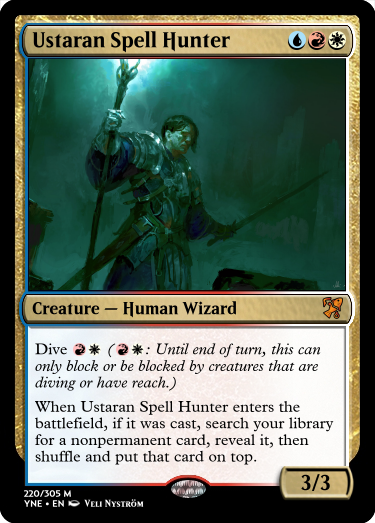 Ustaran Spell Hunter
Creature — Human Wizard
Dive (: Until end of turn, this can
only block or be blocked by creatures that are
diving or have reach.)
When Ustaran Spell Hunter enters the
battlefield, if it was cast, search your library
for a nonpermanent card, reveal it, then
shuffle and put that card on top.
3/3
220/305 M
YNE • EN Veli Nyström